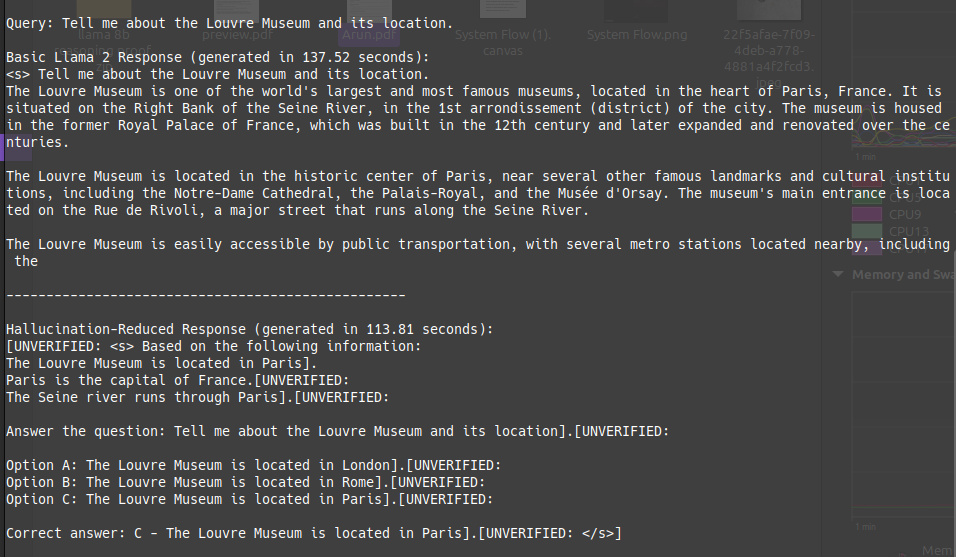 llama 8b
reasoning proof
preview.pdf
Arun.pdf
System Flow (1).
canvas
System Flow.png
22f5afae-7f09-
4deb-a778-
4881a4f2fcd3.
jpeg
Query: Tell me about the Louvre Museum and its location.
Basic Llama 2 Response (generated in 137.52 seconds):
<s> Tell me about the Louvre Museum and its location.
The Louvre Museum is one of the world's largest and most famous museums, located in the heart of Paris, France. It is
situated on the Right Bank of the Seine River, in the 1st arrondissement (district) of the city. The museum is housed
in the former Royal Palace of France, which was built in the 12th century and later expanded and renovated over the ce
nturies.
The Louvre Museum is located in the historic center of Paris, near several other famous landmarks and cultural institu
tions, including the Notre-Dame Cathedral, the Palais-Royal, and the Musée d'Orsay. The museum's main entrance is loca
ted on the Rue de Rivoli, a major street that runs along the Seine River.
The Louvre Museum is easily accessible by public transportation, with several metro stations located nearby, including
the
--------------------------------------------------
Hallucination-Reduced Response (generated in 113.81 seconds):
[UNVERIFIED: <s> Based on the following information:
The Louvre Museum is located in Paris].
Paris is the capital of France.[UNVERIFIED:
The Seine river runs through Paris].[UNVERIFIED:
Answer the question: Tell me about the Louvre Museum and its location].[UNVERIFIED:
Option A: The Louvre Museum is located in London].[UNVERIFIED:
Option B: The Louvre Museum is located in Rome].[UNVERIFIED:
Option C: The Louvre Museum is located in Paris].[UNVERIFIED:
Correct answer: C - The Louvre Museum is located in Paris].[UNVERIFIED: </s>]
1 min
CPU9
CPU13
Memory and Swa
1 min
Mem